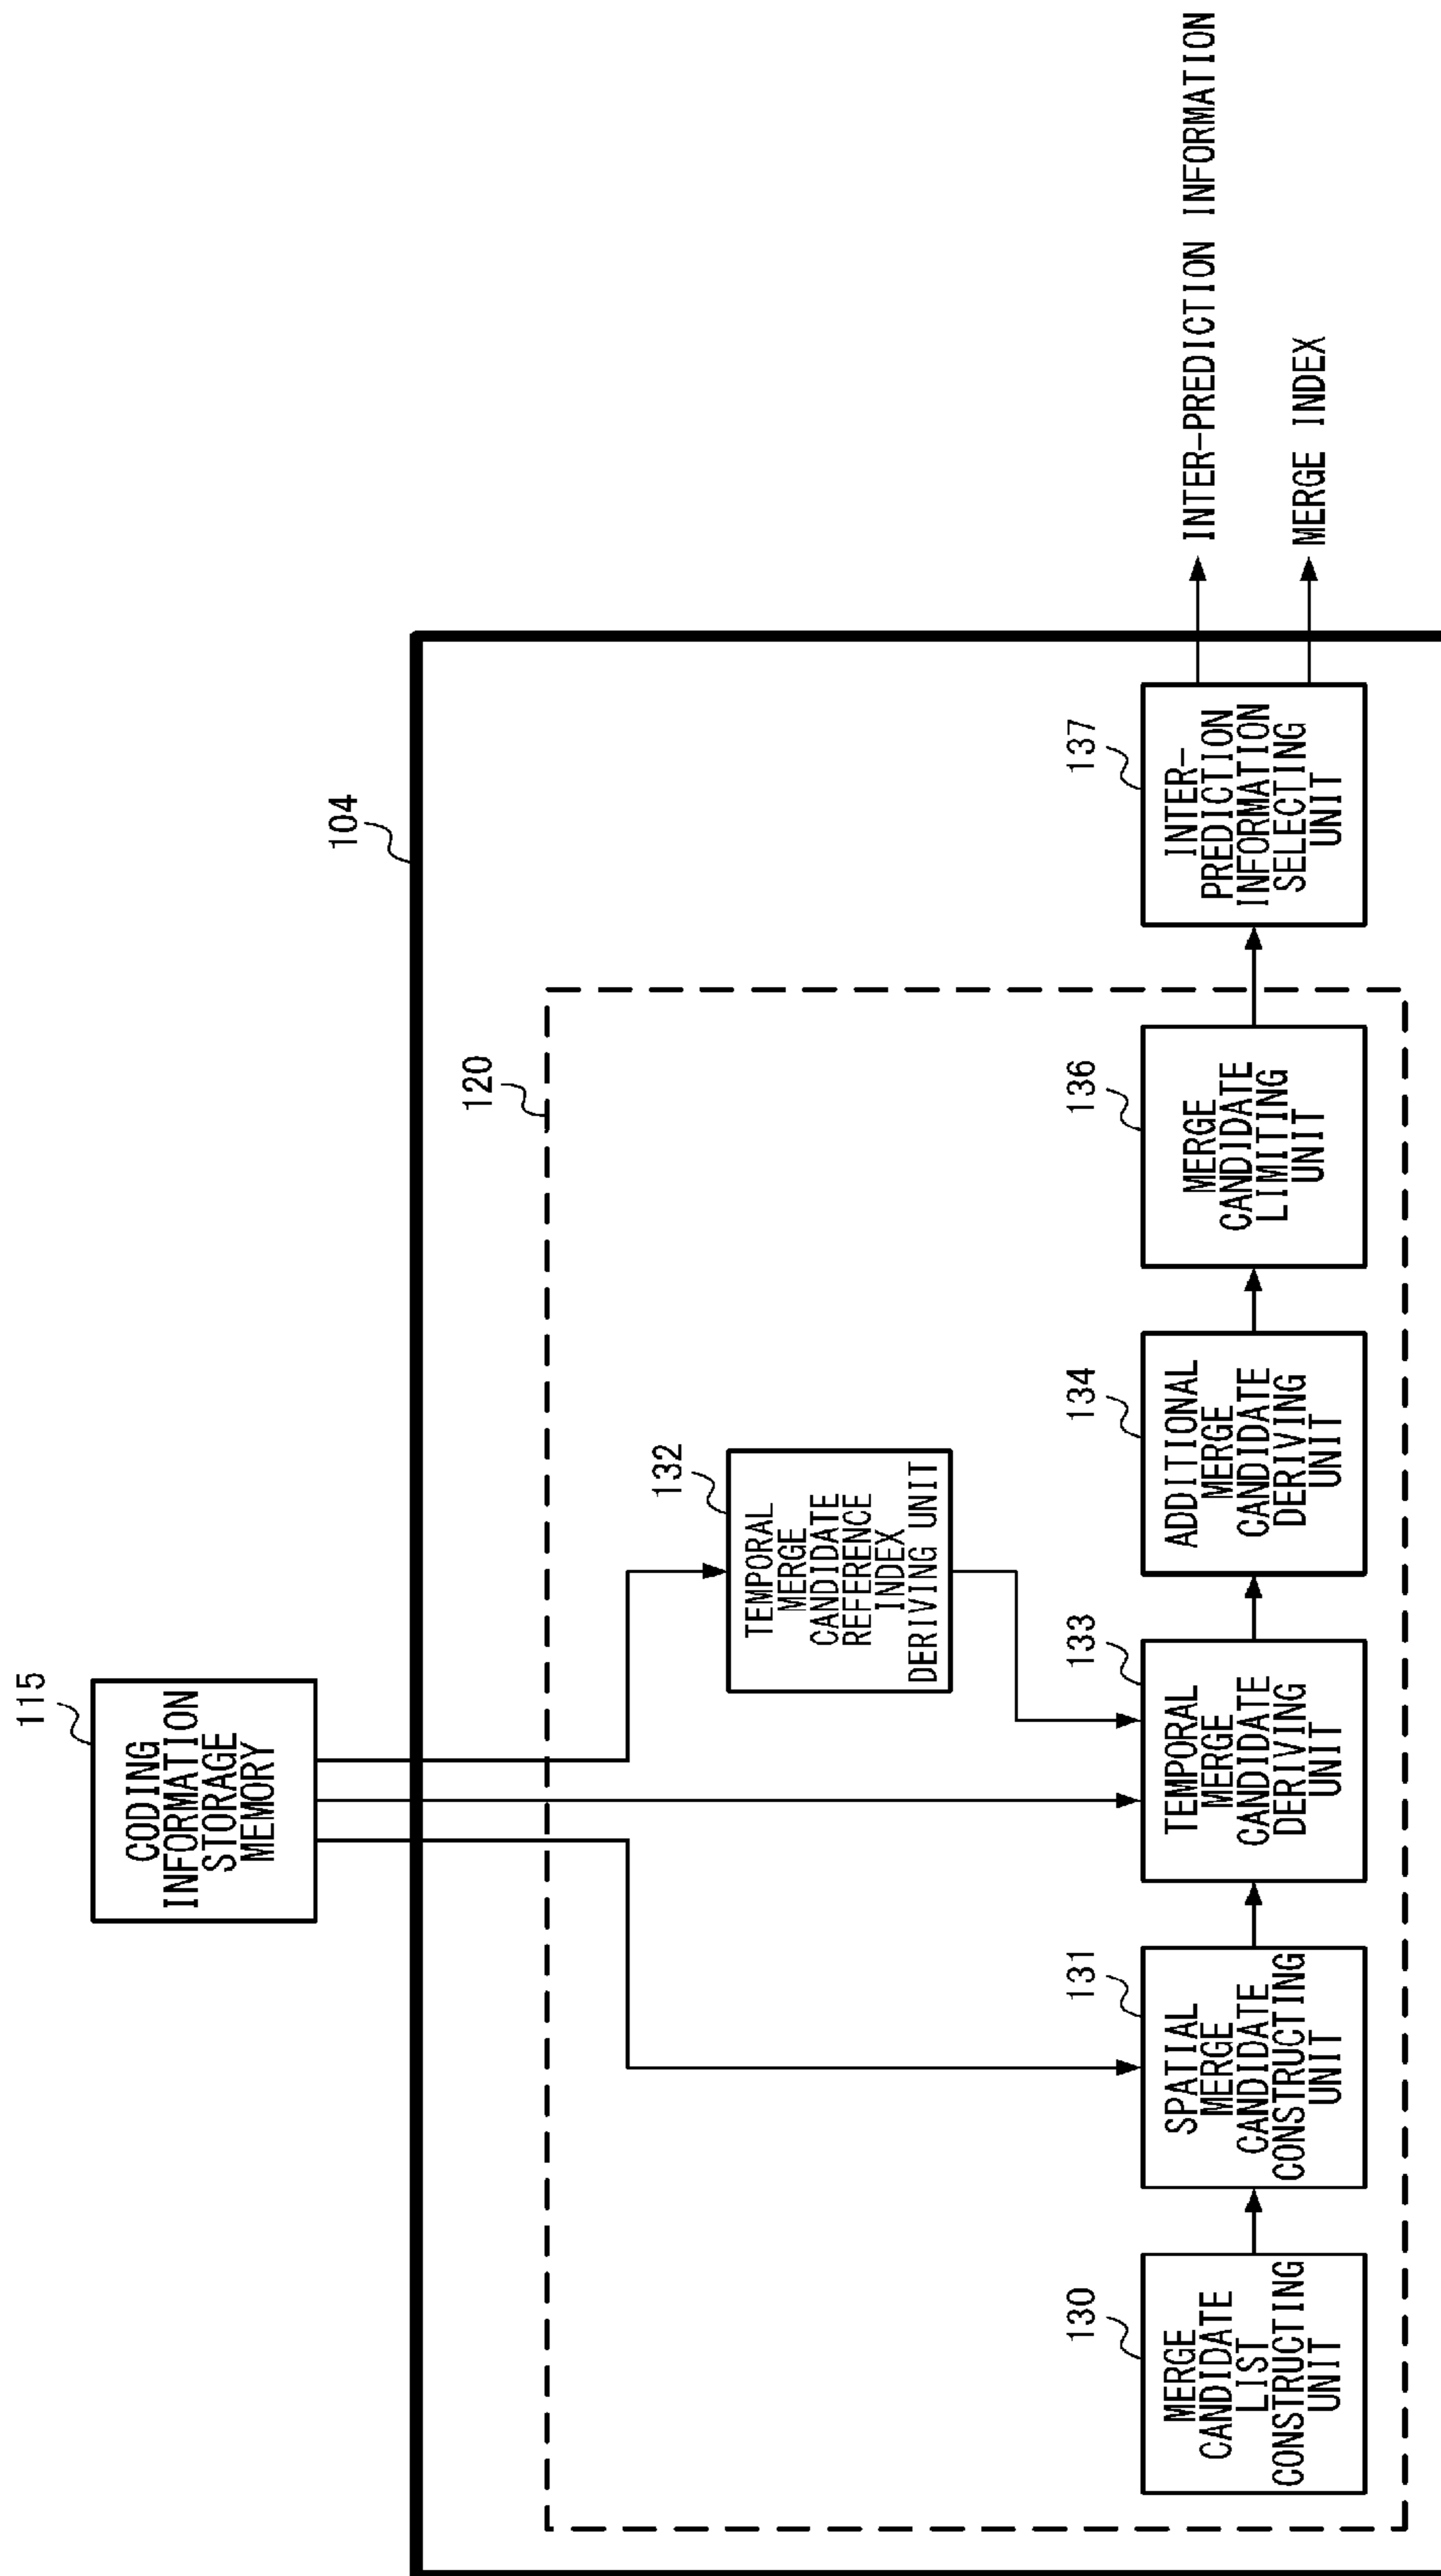 115
CODING
INFORMATION
STORAGE
MEMORY
104
120
132
TEMPORAL
MERGE
CANDIDATE
REFERENCE
INDEX
DERIVING UNIT
130
MERGE
CANDIDATE
LIST
CONSTRUCTING
UNIT
131
SPATIAL
MERGE
CANDIDATE
CONSTRUCTING
UNIT
133
TEMPORAL
MERGE
CANDIDATE
DERIVING
UNIT
134
ADDITIONAL
MERGE
CANDIDATE
DERIVING
UNIT
136
MERGE
CANDIDATE
LIMITING
UNIT
137
INTER-
PREDICTION
INFORMATION
SELECTING
UNIT
INTER-PREDICTION INFORMATION
MERGE INDEX